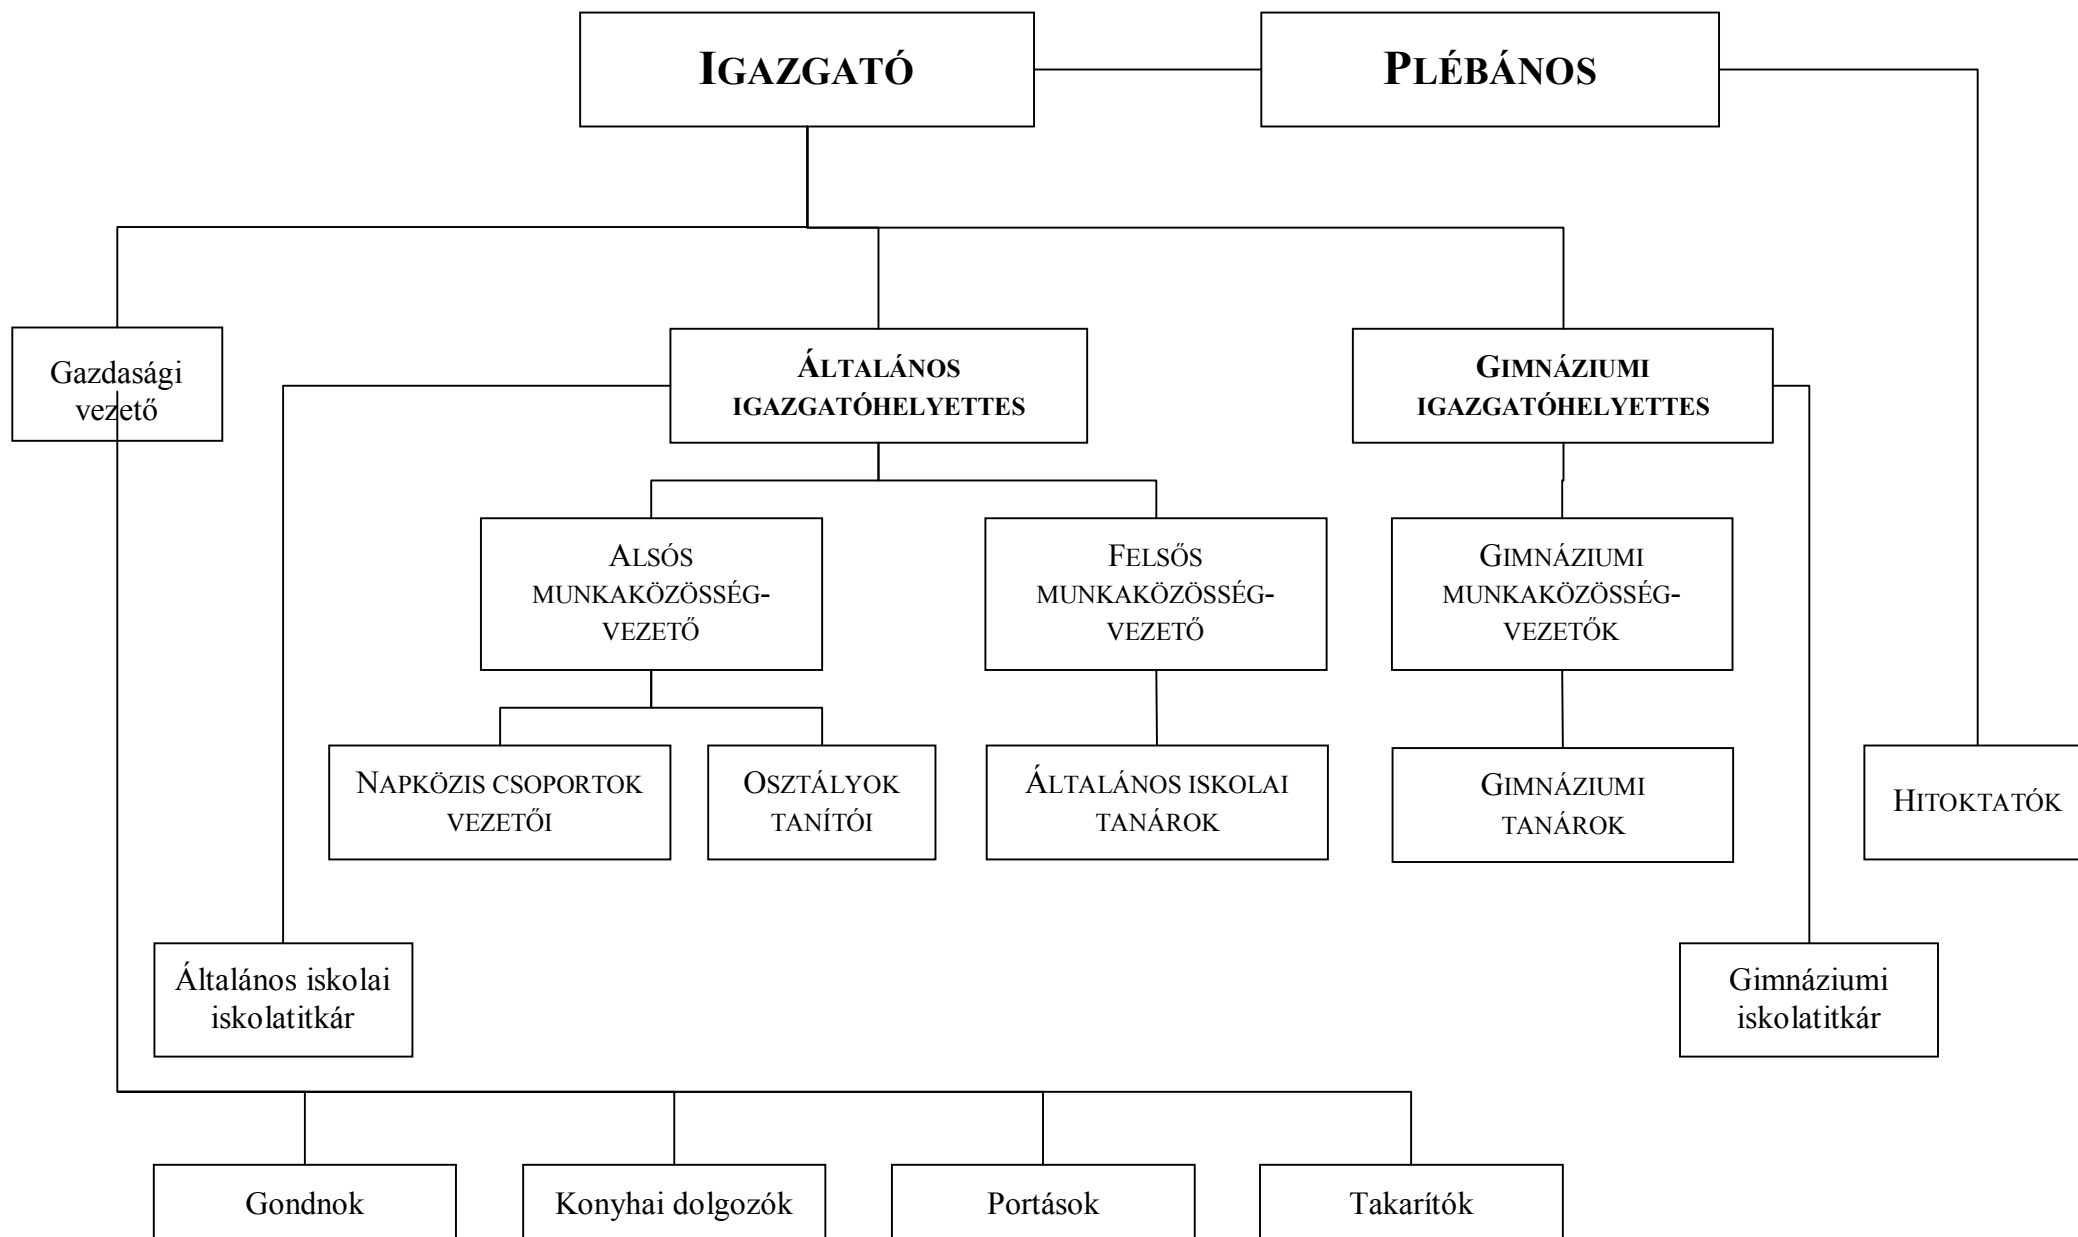 IGAZGATÓ
PLÉBÁNOS
Gazdasági
vezető
ÁLTALÁNOS
IGAZGATÓHELYETTES
GIMNÁZIUMI
IGAZGATÓHELYETTES
ALSÓS
MUNKAKÖZÖSSÉG-
VEZETŐ
FELSŐS
MUNKAKÖZÖSSÉG-
VEZETŐ
GIMNÁZIUMI
MUNKAKÖZÖSSÉG-
VEZETŐK
NAPKÖZIS CSOPORTOK
VEZETŐI
OSZTÁLYOK
TANÍTÓI
ÁLTALÁNOS ISKOLAI
TANÁROK
GIMNÁZIUMI
TANÁROK
HITOKTATÓK
Általános iskolai
iskolatitkár
Gimnáziumi
iskolatitkár
Gondnok
Konyhai dolgozók
Portások
Takarítók